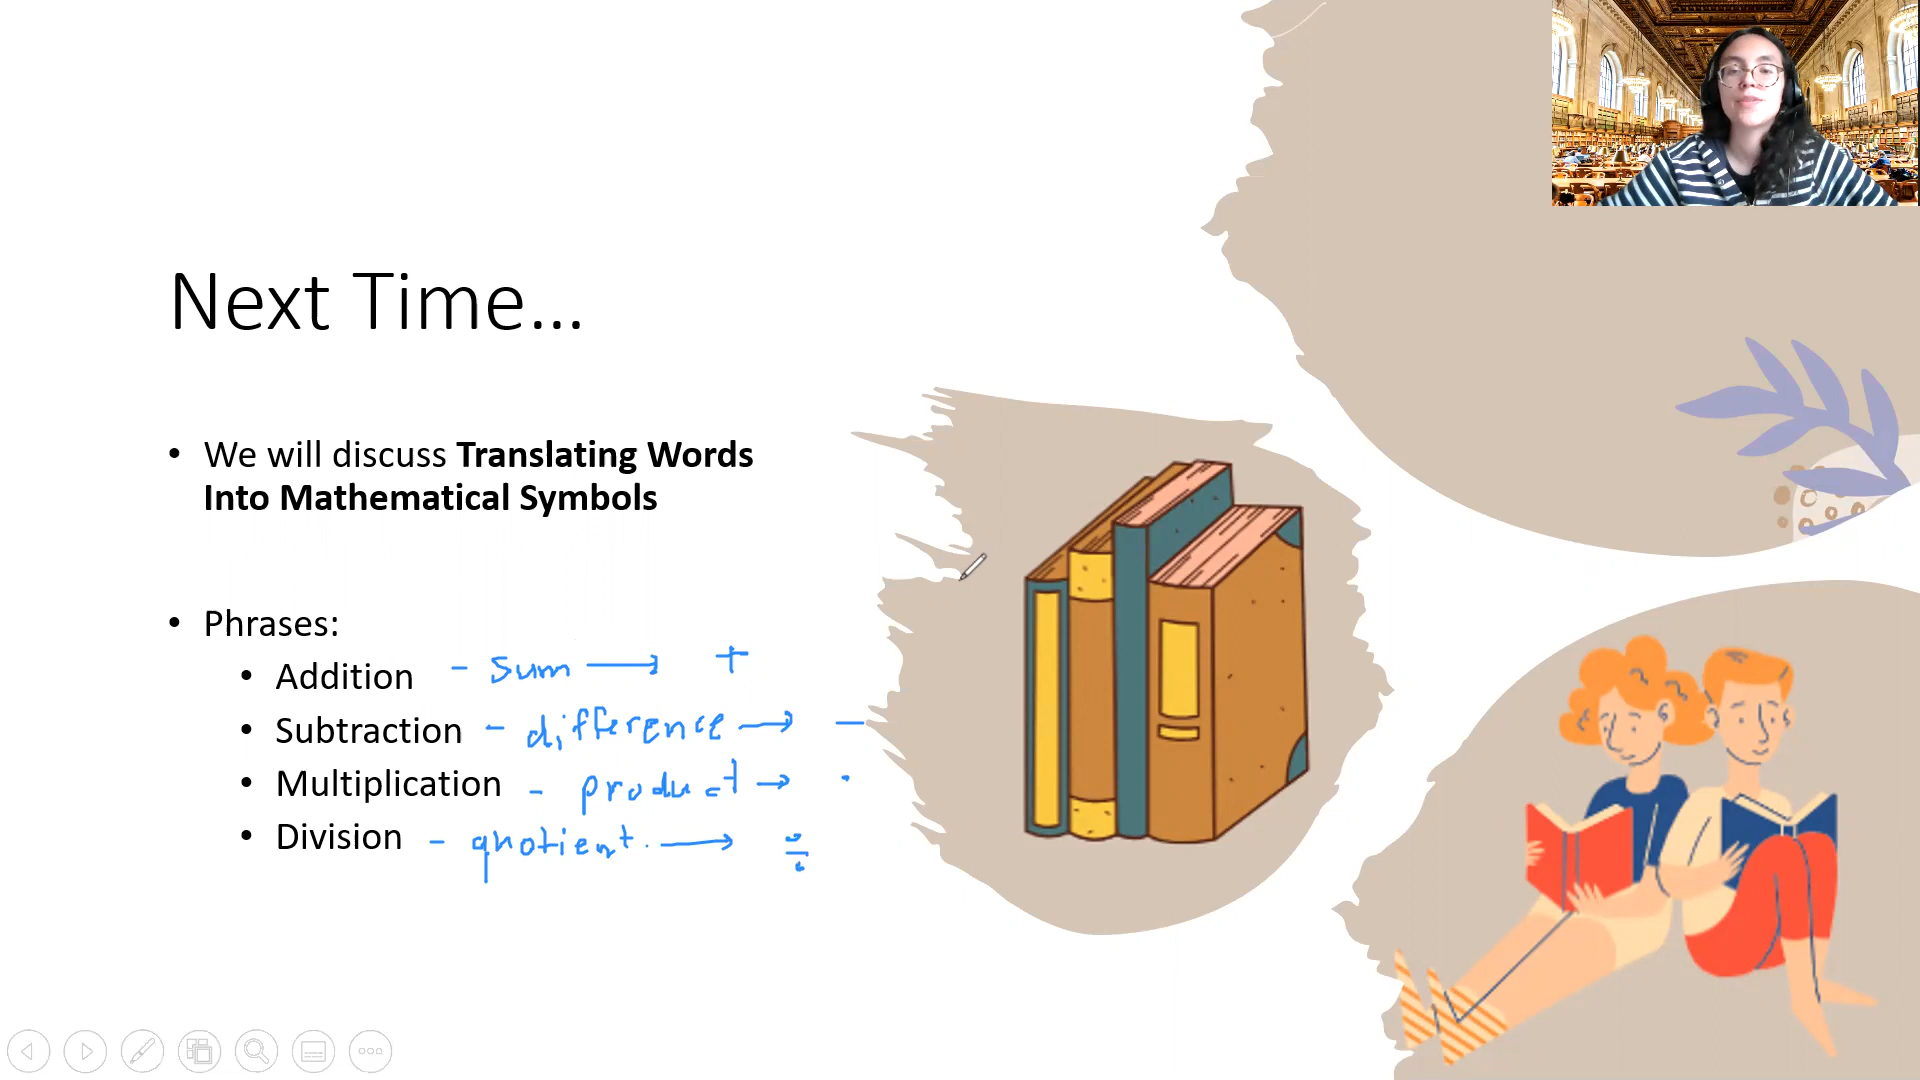 Next Time...
• We will discuss Translating Words
Into Mathematical Symbols
• Phrases:
• Addition - sum → +
• Subtraction - difference → −
• Multiplication - product → ·
• Division - quotient. → ÷